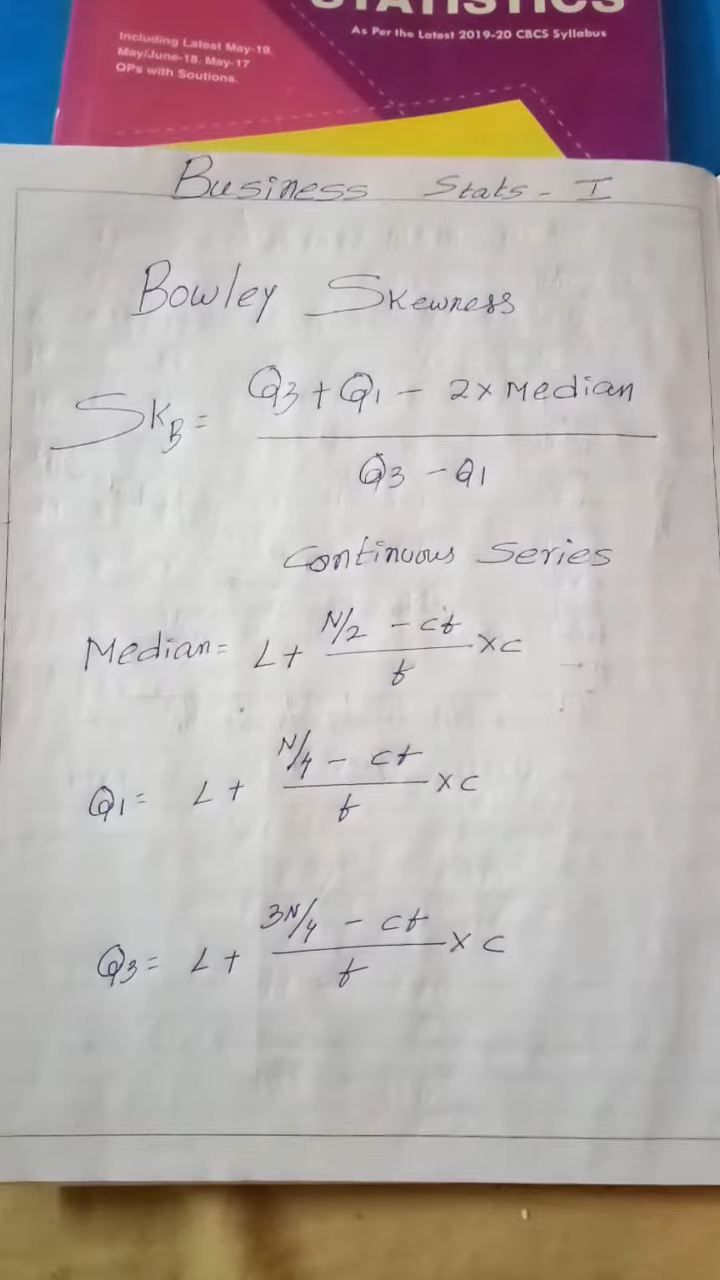 STATISTICS
As Per the Latest 2019-20 CBCS Syllabus
Including Latest May-19,
May/June-18, May-17
QPs with Soutions.
Business Stats - I
Bowley Skewness
SkB = Q3 + Q1 - 2 x Median
Q3 - Q1
Continuous Series
Median = L + N/2 - cf / f x c
Q1 = L + N/4 - cf / f x c
Q3 = L + 3N/4 - cf / f x c